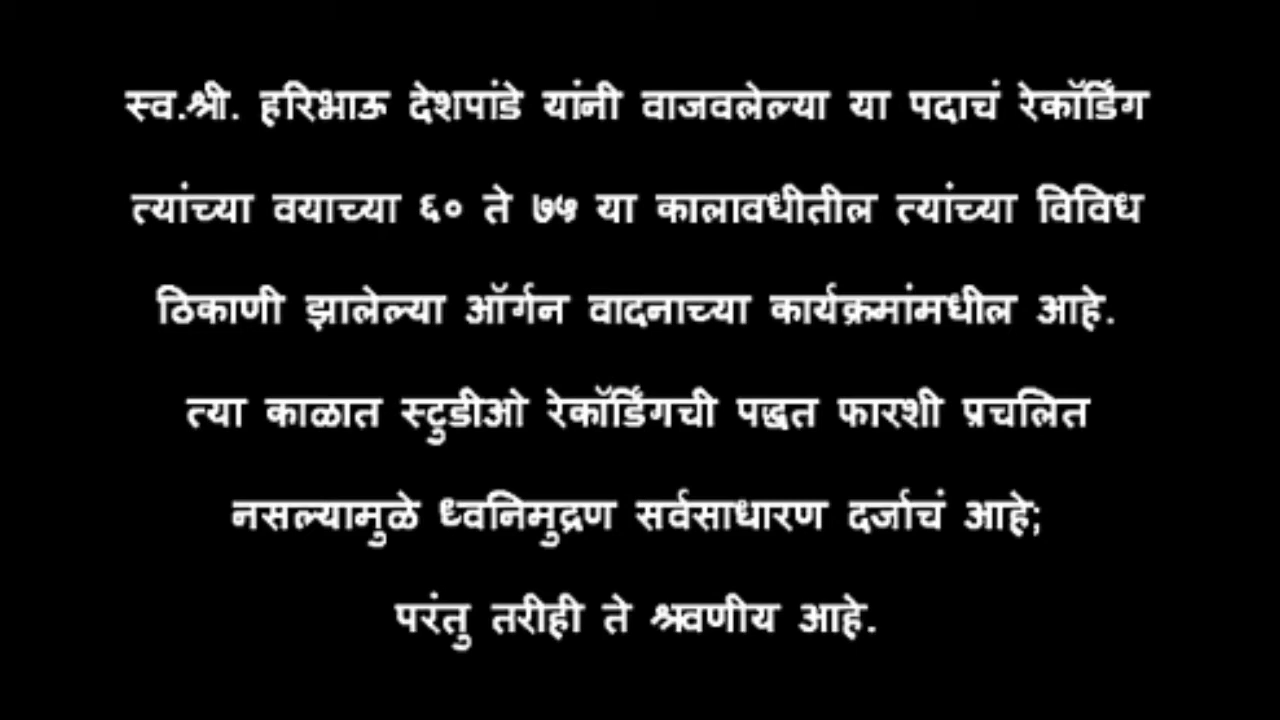 स्व.श्री. हरिभाऊ देशपांडे यांनी वाजवलेल्या या पदाचं रेकॉर्डिंग
त्यांच्या वयाच्या ६० ते ७५ या कालावधीतील त्यांच्या विविध
ठिकाणी झालेल्या ऑर्गन वादनाच्या कार्यक्रमांमधील आहे.
त्या काळात स्टुडीओ रेकॉर्डिंगची पद्धत फारशी प्रचलित
नसल्यामुळे ध्वनिमुद्रण सर्वसाधारण दर्जाचं आहे;
परंतु तरीही ते श्रवणीय आहे.